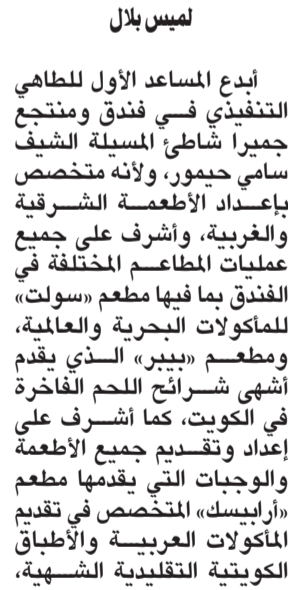 لميس بلال
أبدع المساعد الأول للطاهي
التنفيذي في فندق ومنتجع
جميرا شاطئ المسيلة الشيف
سامي حيمور، ولأنه متخصص
بإعداد الأطعمة الشرقية
والغربية، وأشرف على جميع
عمليات المطاعم المختلفة في
الفندق بما فيها مطعم «سولت»
للمأكولات البحرية والعالمية،
ومطعم «بيبر» الذي يقدم
أشهى شرائح اللحم الفاخرة
في الكويت، كما أشرف على
إعداد وتقديم جميع الأطعمة
والوجبات التي يقدمها مطعم
«أرابيسك» المتخصص في تقديم
المأكولات العربية والأطباق
الكويتية التقليدية الشهية،